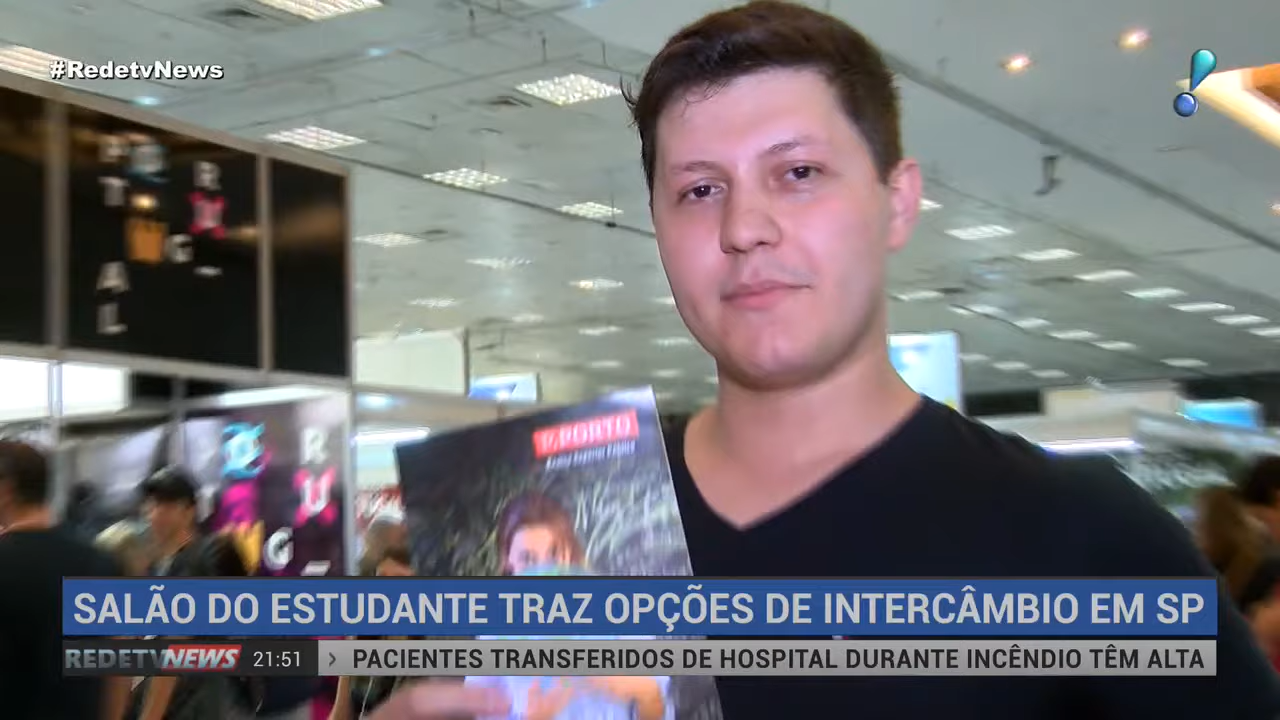 #RedetvNews
PORTO
SALÃO DO ESTUDANTE TRAZ OPÇÕES DE INTERCÂMBIO EM SP
REDETV NEWS 21:51 › PACIENTES TRANSFERIDOS DE HOSPITAL DURANTE INCÊNDIO TÊM ALTA